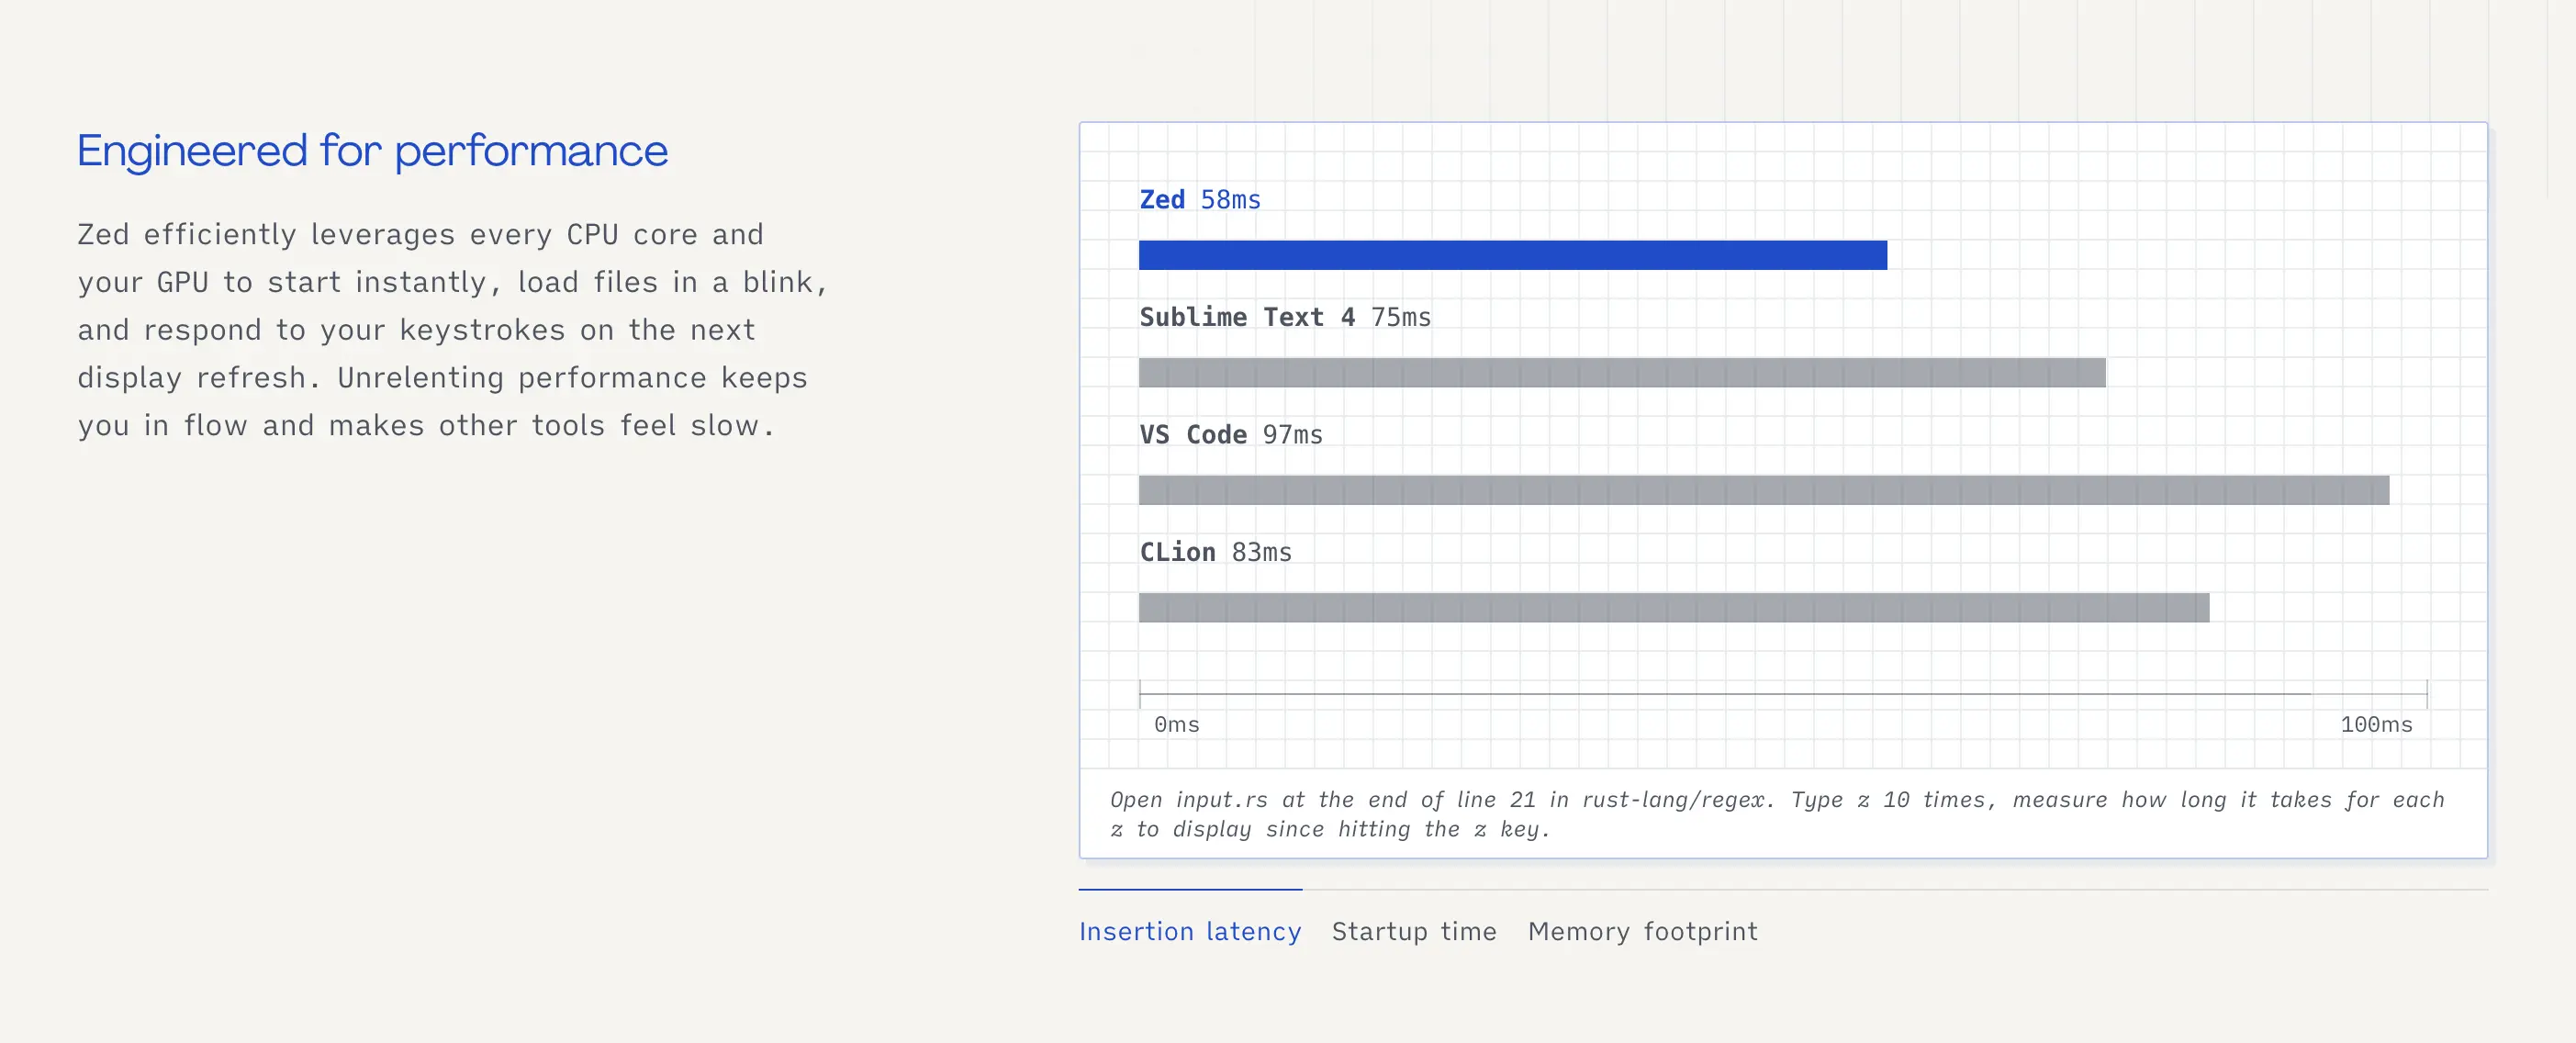 Engineered for performance
Zed efficiently leverages every CPU core and
your GPU to start instantly, load files in a blink,
and respond to your keystrokes on the next
display refresh. Unrelenting performance keeps
you in flow and makes other tools feel slow.
Zed 58ms
Sublime Text 4 75ms
VS Code 97ms
CLion 83ms
0ms 100ms
Open input.rs at the end of line 21 in rust-lang/regex. Type z 10 times, measure how long it takes for each
z to display since hitting the z key.
Insertion latency Startup time Memory footprint